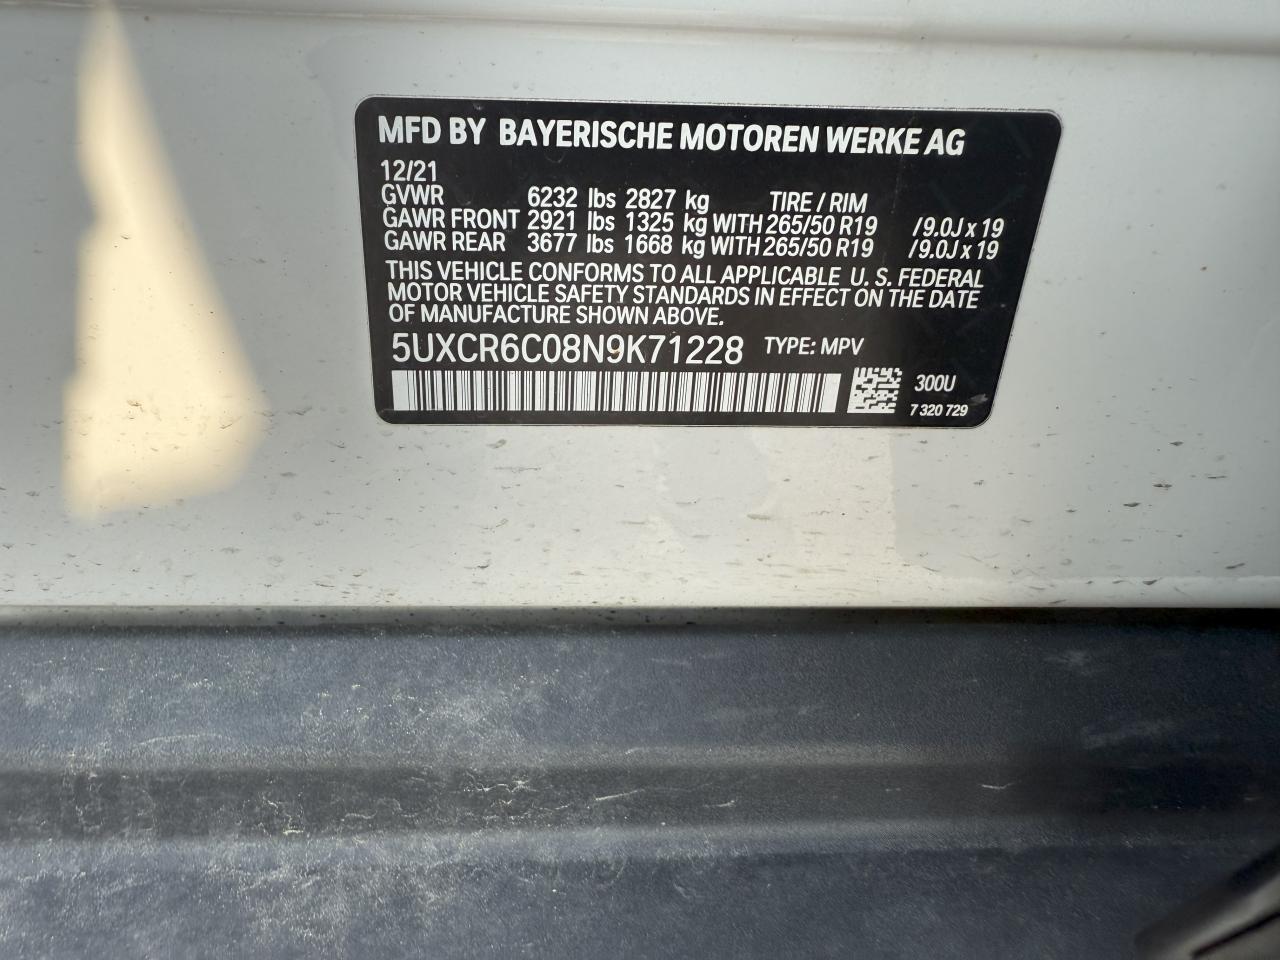 MFD BY BAYERISCHE MOTOREN WERKE AG
12/21
GVWR 6232 lbs 2827 kg TIRE / RIM
GAWR FRONT 2921 lbs 1325 kg WITH 265/50 R19 /9.0J x 19
GAWR REAR 3677 lbs 1668 kg WITH 265/50 R19 /9.0J x 19
THIS VEHICLE CONFORMS TO ALL APPLICABLE U. S. FEDERAL
MOTOR VEHICLE SAFETY STANDARDS IN EFFECT ON THE DATE
OF MANUFACTURE SHOWN ABOVE.
5UXCR6C08N9K71228 TYPE: MPV
300U
7 320 729